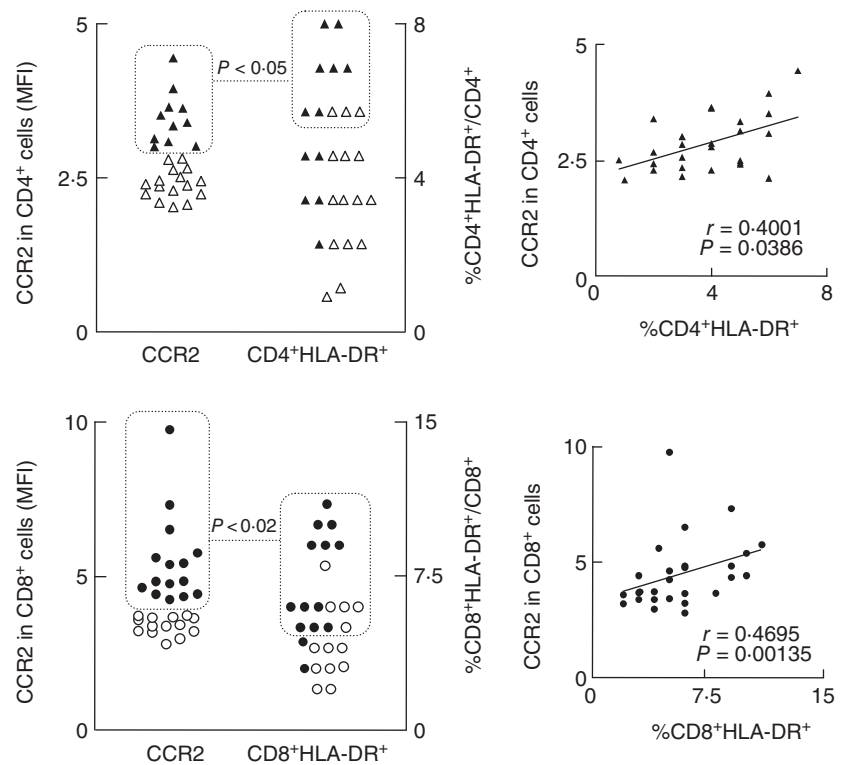 CCR2 in CD4⁺ cells (MFI)
5
2·5
0
P < 0·05
8
4
0
%CD4⁺HLA-DR⁺/CD4⁺
CCR2
CD4⁺HLA-DR⁺
CCR2 in CD4⁺ cells
5
2·5
0
r = 0·4001
P = 0·0386
0
4
8
%CD4⁺HLA-DR⁺
CCR2 in CD8⁺ cells (MFI)
10
5
0
P < 0·02
15
7·5
0
%CD8⁺HLA-DR⁺/CD8⁺
CCR2
CD8⁺HLA-DR⁺
CCR2 in CD8⁺ cells
10
5
0
r = 0·4695
P = 0·00135
0
7·5
15
%CD8⁺HLA-DR⁺